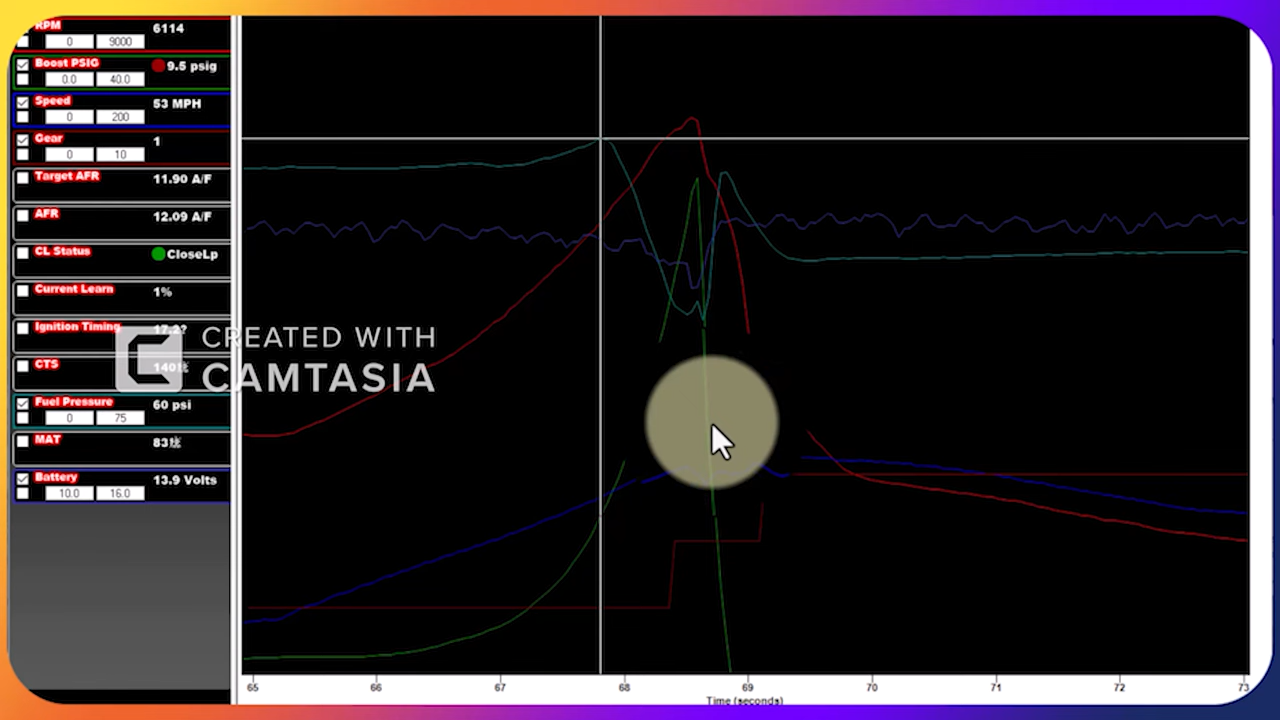 RPM 6114
0 9000
Boost PSIG 9.5 psig
0.0 40.0
Speed 53 MPH
0 200
Gear 1
0 10
Target AFR 11.90 A/F
AFR 12.09 A/F
CL Status CloseLp
Current Learn 1%
Ignition Timing 17.2?
CREATED WITH
CTS
CAMTASIA
Fuel Pressure 60 psi
0 75
MAT
Battery 13.9 Volts
10.0 16.0
65 66 67 68 69 70 71 72 73
Time (seconds)